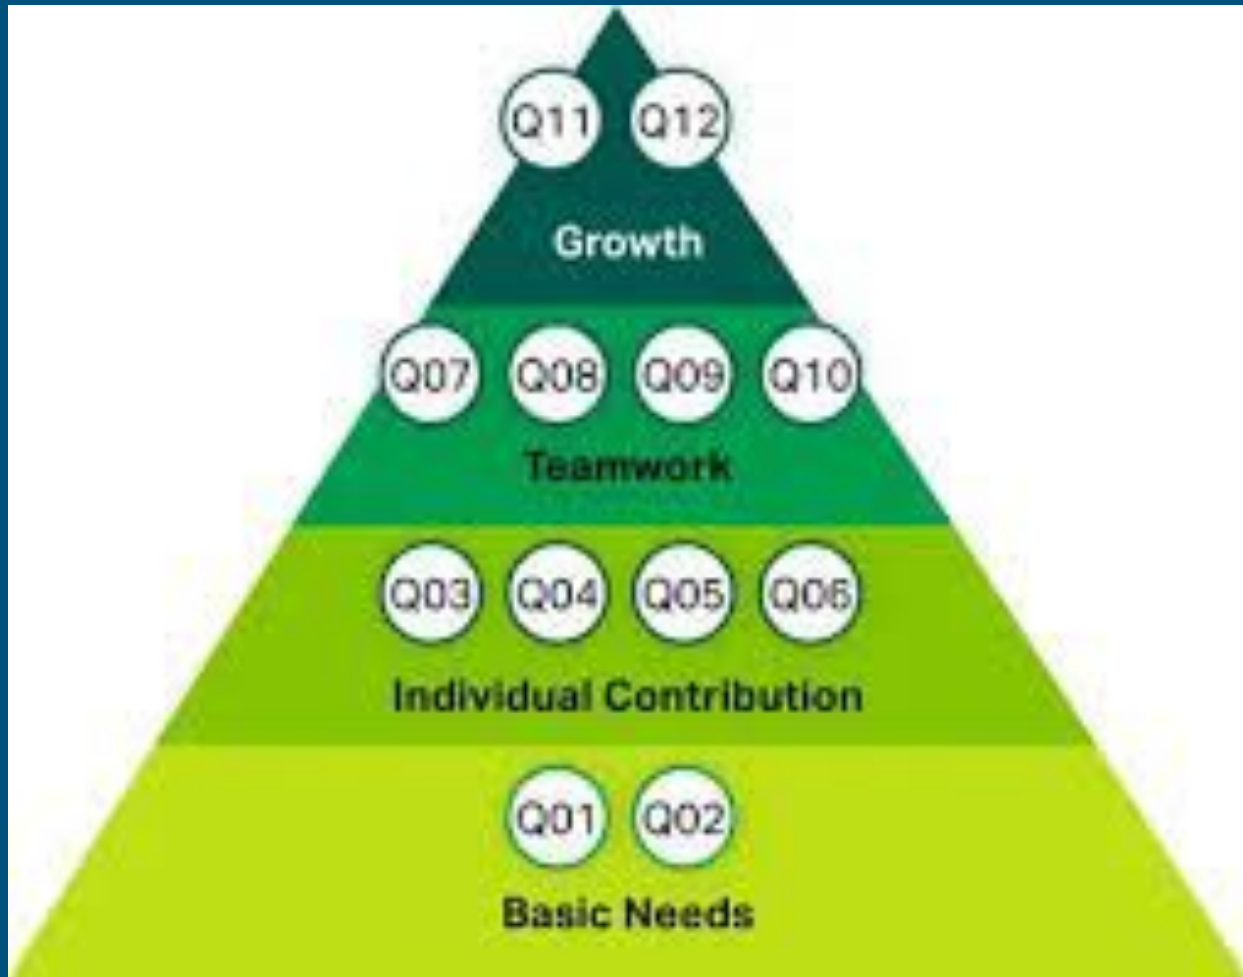 Q11 Q12
Growth
Q07 Q08 Q09 Q10
Teamwork
Q03 Q04 Q05 Q06
Individual Contribution
Q01 Q02
Basic Needs